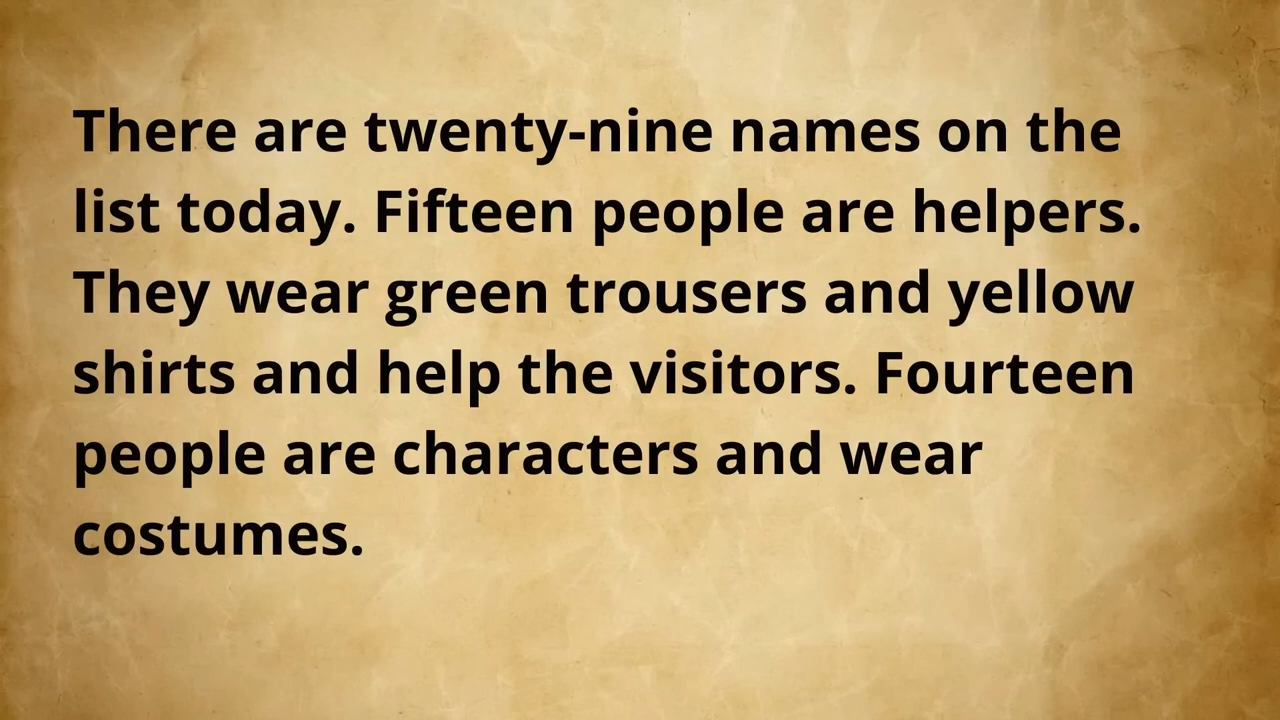 There are twenty-nine names on the
list today. Fifteen people are helpers.
They wear green trousers and yellow
shirts and help the visitors. Fourteen
people are characters and wear
costumes.